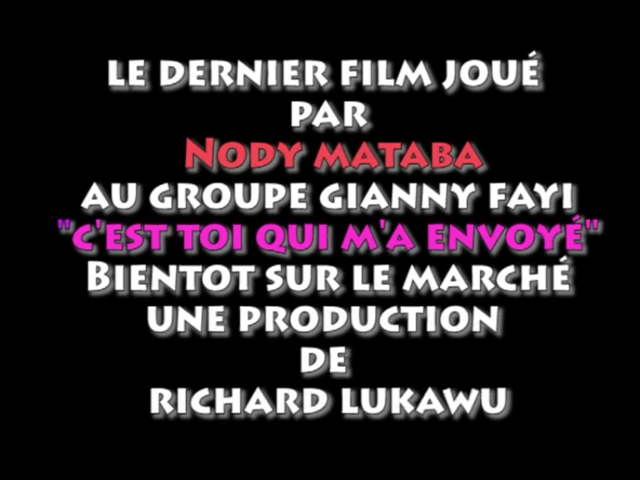 LE DERNIER FILM JOUÉ
PAR
NODY MATABA
AU GROUPE GIANNY FAYI
"C'EST TOI QUI M'A ENVOYÉ"
BIENTOT SUR LE MARCHÉ
UNE PRODUCTION
DE
RICHARD LUKAWU